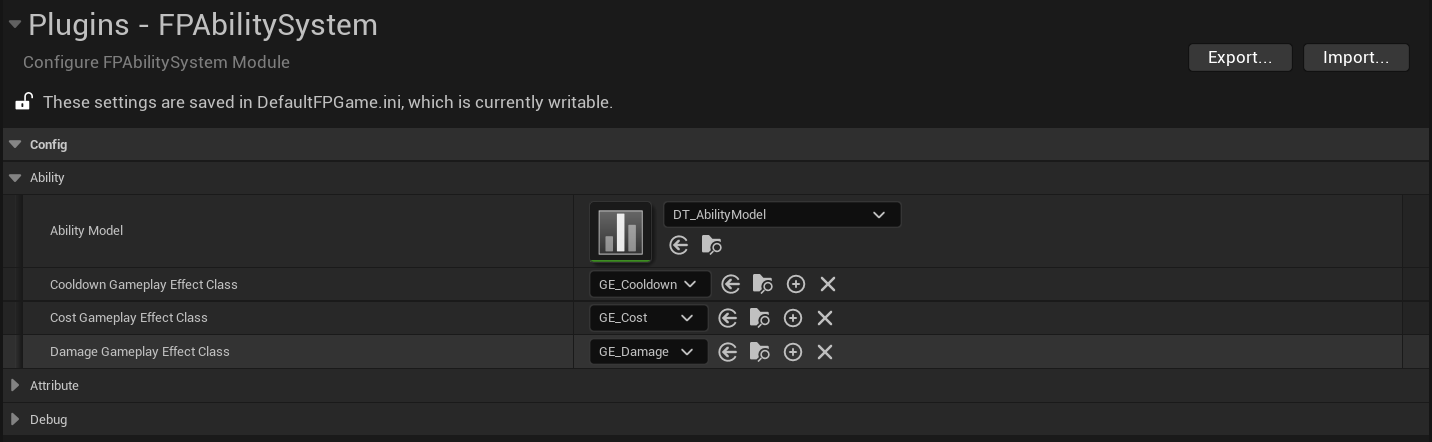 Plugins - FPAbilitySystem
Configure FPAbilitySystem Module
Export...
Import...
These settings are saved in DefaultFPGame.ini, which is currently writable.
Config
Ability
Ability Model
DT_AbilityModel
Cooldown Gameplay Effect Class
GE_Cooldown
Cost Gameplay Effect Class
GE_Cost
Damage Gameplay Effect Class
GE_Damage
Attribute
Debug